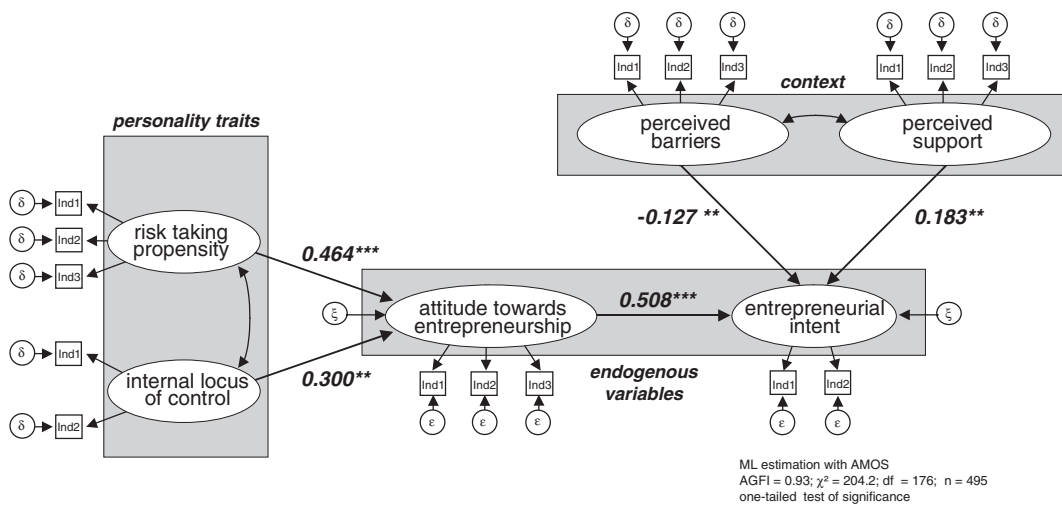 δ δ δ δ δ δ
Ind1 Ind2 Ind3 Ind1 Ind2 Ind3
context
perceived
barriers
perceived
support
personality traits
δ Ind1
δ Ind2
δ Ind3
risk taking
propensity
-0.127 **
0.183**
0.464***
ξ
attitude towards
entrepreneurship
0.508***
entrepreneurial
intent
ξ
δ Ind1
δ Ind2
internal locus
of control
0.300**
Ind1 Ind2 Ind3
ε ε ε
endogenous
variables
Ind1 Ind2
ε ε
ML estimation with AMOS
AGFI = 0.93; χ² = 204.2; df = 176; n = 495
one-tailed test of significance